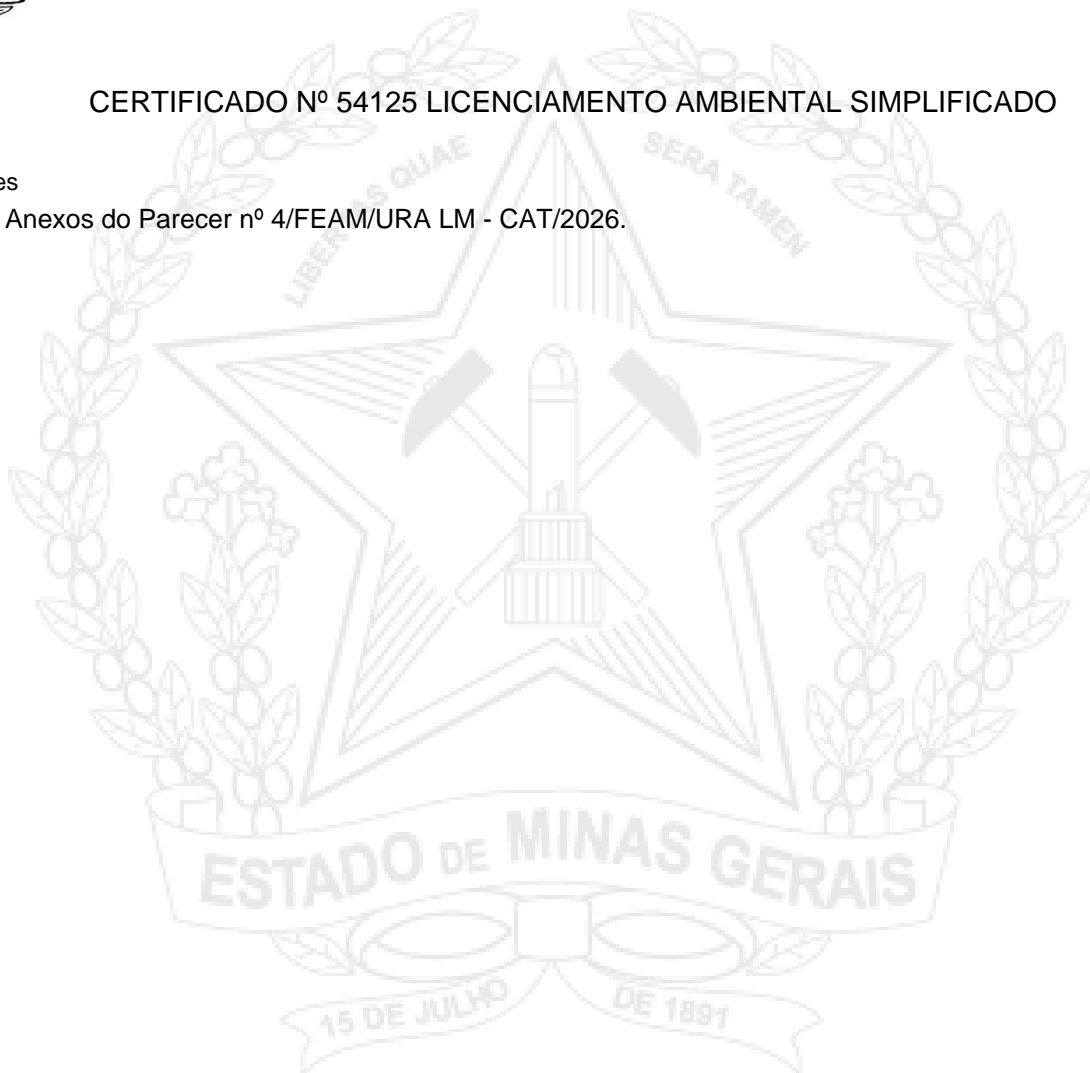 CERTIFICADO Nº 54125 LICENCIAMENTO AMBIENTAL SIMPLIFICADO
es
Anexos do Parecer nº 4/FEAM/URA LM - CAT/2026.
LIBERTAS QUAE SERA TAMEN
ESTADO DE MINAS GERAIS
15 DE JULHO DE 1891